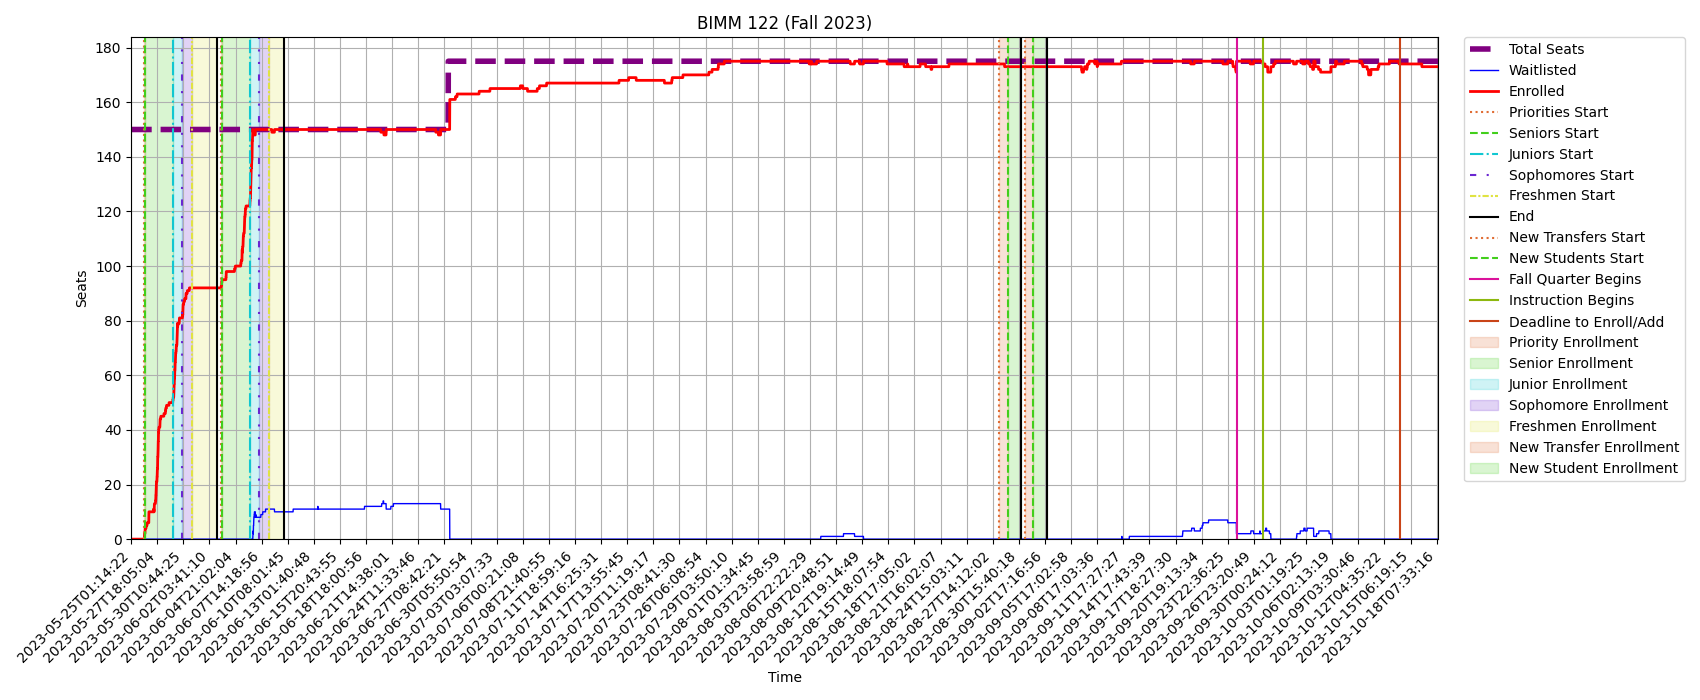 BIMM 122 (Fall 2023)
180
160
140
120
100
80
60
40
20
0
Seats
2023-05-25T01:14:22
2023-05-27T18:05:04
2023-05-30T10:44:25
2023-06-02T03:41:10
2023-06-04T21:02:04
2023-06-07T14:18:56
2023-06-10T08:01:45
2023-06-13T01:40:48
2023-06-15T20:43:55
2023-06-18T18:00:56
2023-06-21T14:38:01
2023-06-24T11:33:46
2023-06-27T08:42:21
2023-06-30T05:50:54
2023-07-03T03:07:33
2023-07-06T00:21:08
2023-07-08T21:40:55
2023-07-11T18:59:16
2023-07-14T16:25:31
2023-07-17T13:55:45
2023-07-20T11:19:17
2023-07-23T08:41:30
2023-07-26T06:08:54
2023-07-29T03:50:10
2023-08-01T01:34:45
2023-08-03T23:58:59
2023-08-06T22:22:29
2023-08-09T20:48:51
2023-08-12T19:14:49
2023-08-15T18:07:54
2023-08-18T17:05:02
2023-08-21T16:02:07
2023-08-24T15:03:11
2023-08-27T14:12:02
2023-08-30T15:40:18
2023-09-02T17:16:56
2023-09-05T17:02:58
2023-09-08T17:03:36
2023-09-11T17:27:27
2023-09-14T17:43:39
2023-09-17T18:27:30
2023-09-20T19:13:34
2023-09-23T22:36:25
2023-09-26T23:20:49
2023-09-30T00:24:12
2023-10-03T01:19:25
2023-10-06T02:13:19
2023-10-09T03:30:46
2023-10-12T04:35:22
2023-10-15T06:19:15
2023-10-18T07:33:16
Time
Total Seats
Waitlisted
Enrolled
Priorities Start
Seniors Start
Juniors Start
Sophomores Start
Freshmen Start
End
New Transfers Start
New Students Start
Fall Quarter Begins
Instruction Begins
Deadline to Enroll/Add
Priority Enrollment
Senior Enrollment
Junior Enrollment
Sophomore Enrollment
Freshmen Enrollment
New Transfer Enrollment
New Student Enrollment